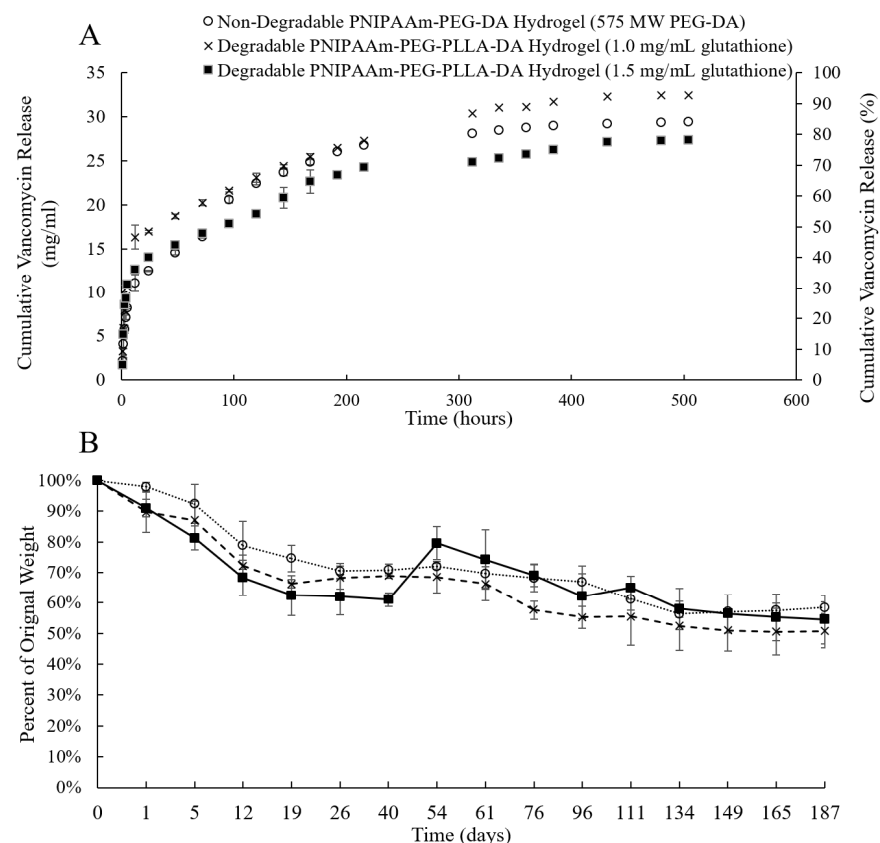 A
Non-Degradable PNIPAAm-PEG-DA Hydrogel (575 MW PEG-DA)
Degradable PNIPAAm-PEG-PLLA-DA Hydrogel (1.0 mg/mL glutathione)
Degradable PNIPAAm-PEG-PLLA-DA Hydrogel (1.5 mg/mL glutathione)
Cumulative Vancomycin Release
(mg/ml)
35
30
25
20
15
10
5
0
100
90
80
70
60
50
40
30
20
10
0
Cumulative Vancomycin Release (%)
0 100 200 300 400 500 600
Time (hours)
B
Percent of Orignal Weight
100%
90%
80%
70%
60%
50%
40%
30%
20%
10%
0%
0 1 5 12 19 26 40 54 61 76 96 111 134 149 165 187
Time (days)